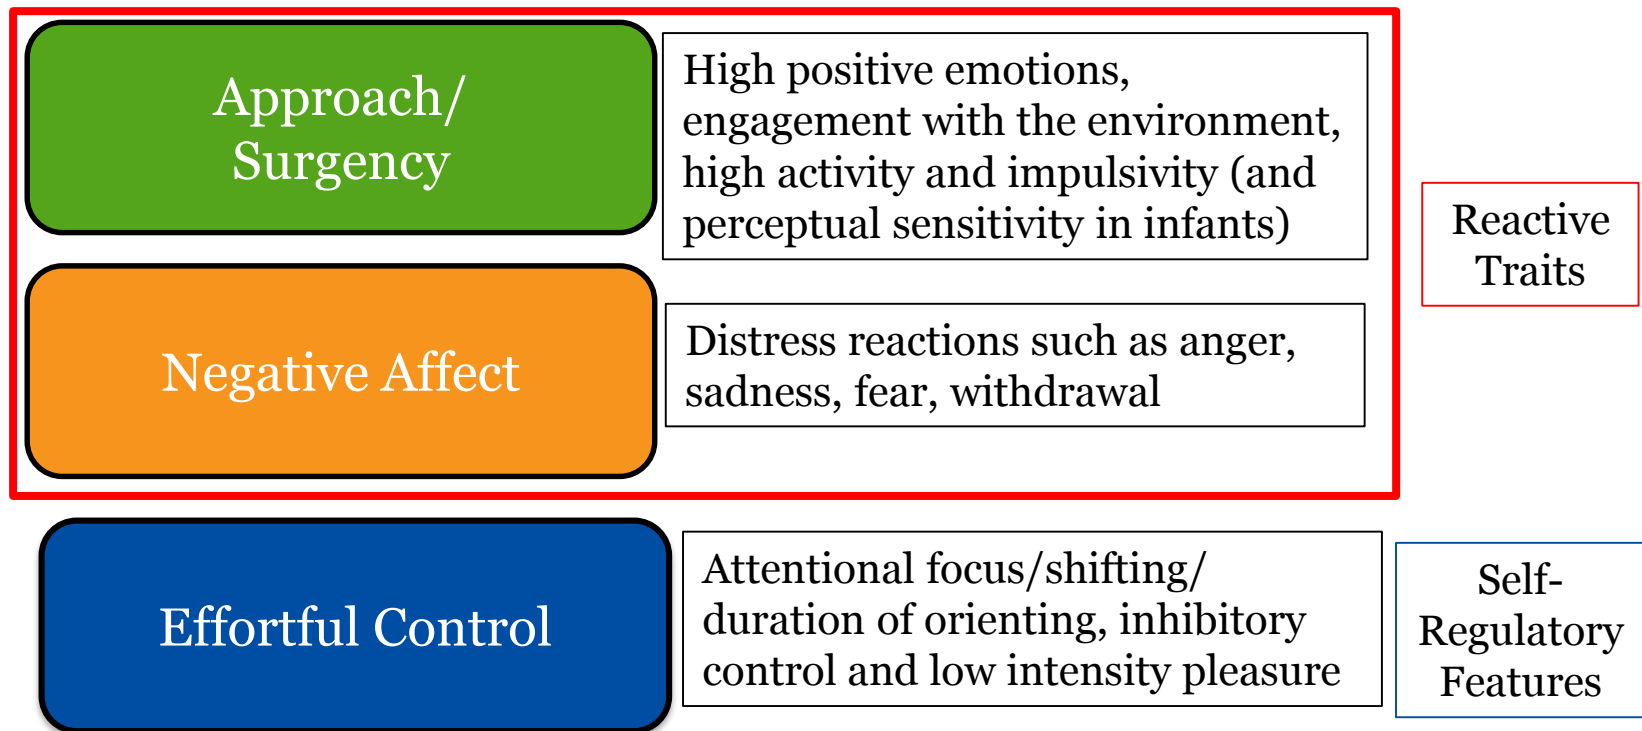 Approach/
Surgency
High positive emotions,
engagement with the environment,
high activity and impulsivity (and
perceptual sensitivity in infants)
Reactive
Traits
Negative Affect
Distress reactions such as anger,
sadness, fear, withdrawal
Effortful Control
Attentional focus/shifting/
duration of orienting, inhibitory
control and low intensity pleasure
Self-
Regulatory
Features